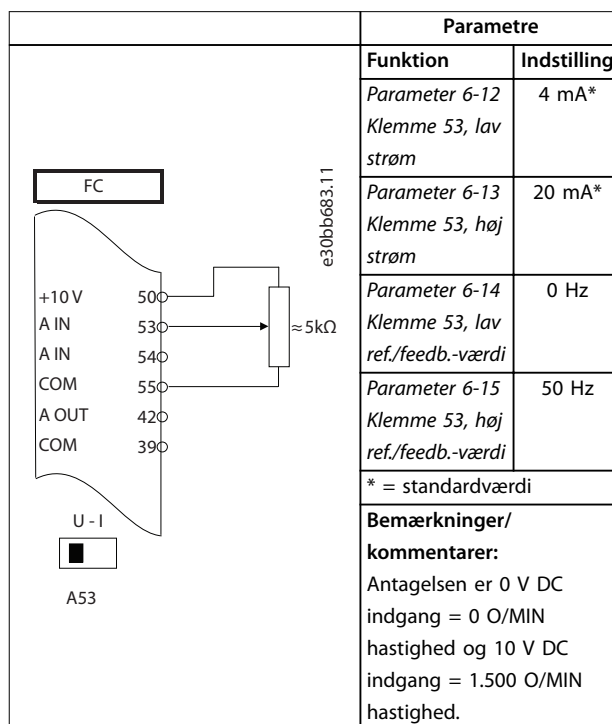 Parametre
Funktion Indstilling
Parameter 6-12 4 mA*
Klemme 53, lav
strøm
Parameter 6-13 20 mA*
Klemme 53, høj
strøm
Parameter 6-14 0 Hz
Klemme 53, lav
ref./feedb.-værdi
Parameter 6-15 50 Hz
Klemme 53, høj
ref./feedb.-værdi
* = standardværdi
Bemærkninger/
kommentarer:
Antagelsen er 0 V DC
indgang = 0 O/MIN
hastighed og 10 V DC
indgang = 1.500 O/MIN
hastighed.
FC
e30bb683.11
+10 V 50
A IN 53
≈5kΩ
A IN 54
COM 55
A OUT 42
COM 39
U - I
A53